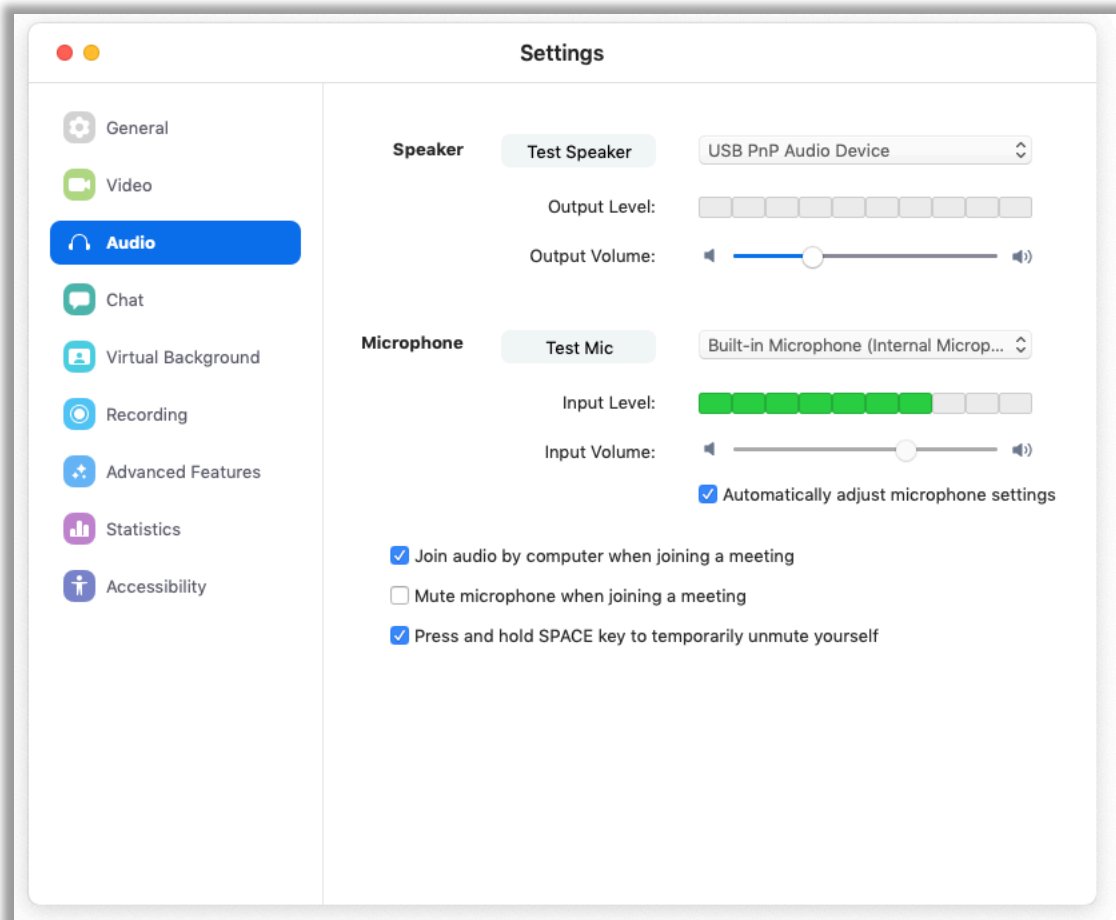 Settings
General
Video
Audio
Chat
Virtual Background
Recording
Advanced Features
Statistics
Accessibility
Speaker Test Speaker USB PnP Audio Device
Output Level:
Output Volume:
Microphone Test Mic Built-in Microphone (Internal Microp...
Input Level:
Input Volume:
Automatically adjust microphone settings
Join audio by computer when joining a meeting
Mute microphone when joining a meeting
Press and hold SPACE key to temporarily unmute yourself